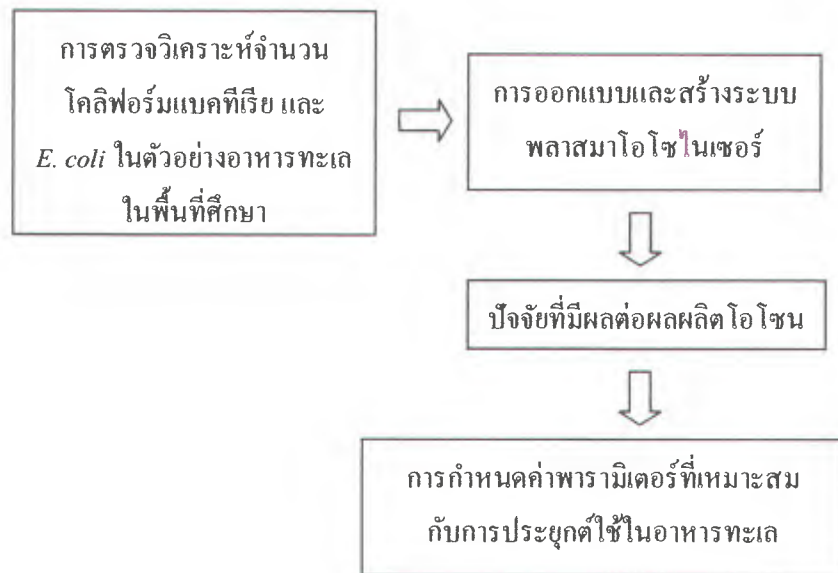 การตรวจวิเคราะห์จำนวน
โคลิฟอร์มแบคทีเรีย และ
E. coli ในตัวอย่างอาหารทะเล
ในพื้นที่ศึกษา
การออกแบบและสร้างระบบ
พลาสมาโอโซไนเซอร์
ปัจจัยที่มีผลต่อผลผลิตโอโซน
การกำหนดค่าพารามิเตอร์ที่เหมาะสม
กับการประยุกต์ใช้ในอาหารทะเล